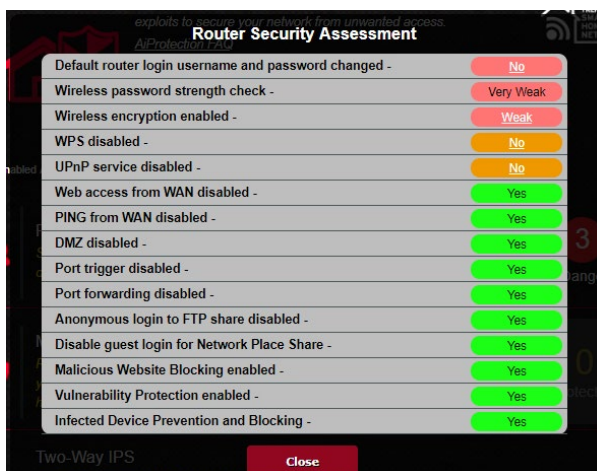 exploits to secure your network from unwanted access.
AiProtection FAQ
Router Security Assessment
Default router login username and password changed - No
Wireless password strength check - Very Weak
Wireless encryption enabled - Weak
WPS disabled - No
UPnP service disabled - No
Web access from WAN disabled - Yes
PING from WAN disabled - Yes
DMZ disabled - Yes
Port trigger disabled - Yes
Port forwarding disabled - Yes
Anonymous login to FTP share disabled - Yes
Disable guest login for Network Place Share - Yes
Malicious Website Blocking enabled - Yes
Vulnerability Protection enabled - Yes
Infected Device Prevention and Blocking - Yes
3
0
Two-Way IPS
Close